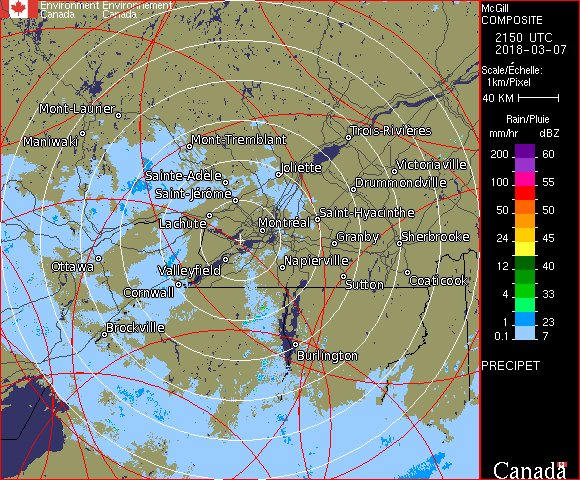 Environment Environnement
Canada Canada
McGill
COMPOSITE
2150 UTC
2018-03-07
Scale/Échelle:
1km/Pixel
40 KM
Rain/Pluie
mm/hr dBZ
200 60
100 55
50 50
24 45
12 40
4 33
1 23
0.1 7
PRECIPET
Mont-Laurier
Maniwaki
Mont-Tremblant
Trois-Rivières
Sainte-Adèle
Joliette
Victoriaville
Saint-Jérôme
Drummondville
Lachute
Montréal
Saint-Hyacinthe
Granby
Sherbrooke
Ottawa
Valleyfield
Napierville
Cornwall
Sutton
Coaticook
Brockville
Burlington
Canada